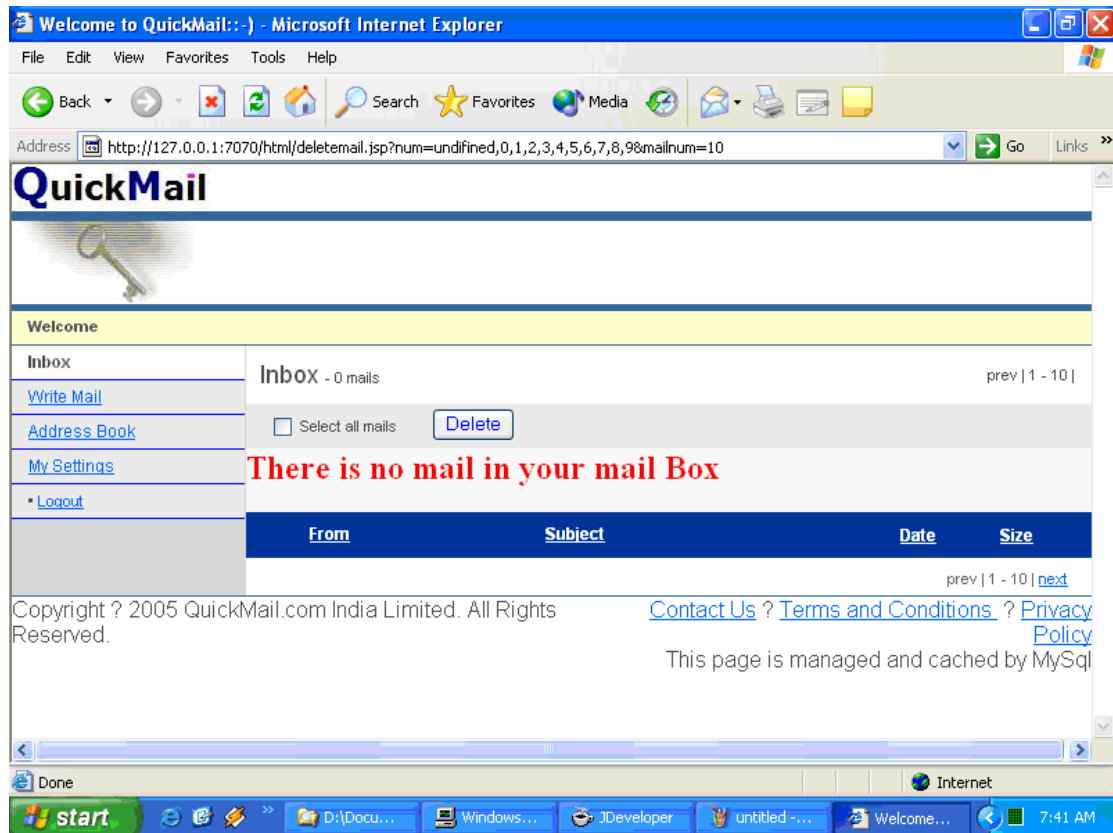 Welcome to QuickMail::-) - Microsoft Internet Explorer
File Edit View Favorites Tools Help
Back Search Favorites Media
Address http://127.0.0.1:7070/html/deletemail.jsp?num=undifined,0,1,2,3,4,5,6,7,8,9&mailnum=10 Go Links »
QuickMail
Welcome
Inbox
Write Mail
Address Book
My Settings
▪ Logout
Inbox - 0 mails prev | 1 - 10 |
Select all mails Delete
There is no mail in your mail Box
From Subject Date Size
prev | 1 - 10 | next
Copyright ? 2005 QuickMail.com India Limited. All Rights Reserved.
Contact Us ? Terms and Conditions ? Privacy Policy
This page is managed and cached by MySql
Done Internet
start » D:\Docu... Windows... JDeveloper untitled -... Welcome... 7:41 AM